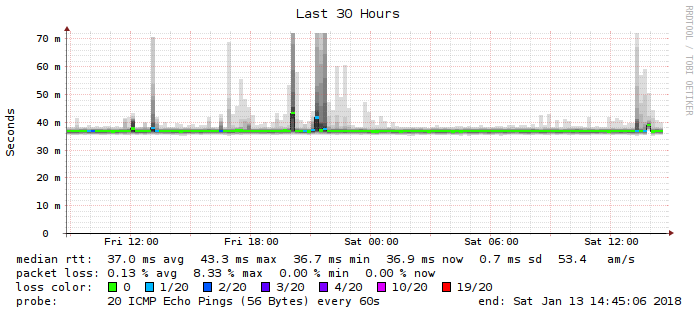 Last 30 Hours
RRDTOOL / TOBI OETIKER
Seconds
70 m
60 m
50 m
40 m
30 m
20 m
10 m
0
Fri 12:00 Fri 18:00 Sat 00:00 Sat 06:00 Sat 12:00
median rtt: 37.0 ms avg 43.3 ms max 36.7 ms min 36.9 ms now 0.7 ms sd 53.4 am/s
packet loss: 0.13 % avg 8.33 % max 0.00 % min 0.00 % now
loss color: 0 1/20 2/20 3/20 4/20 10/20 19/20
probe: 20 ICMP Echo Pings (56 Bytes) every 60s end: Sat Jan 13 14:45:06 2018